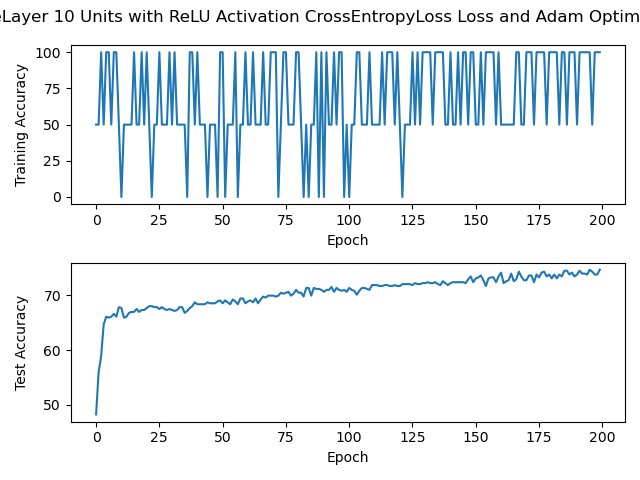 Layer 10 Units with ReLU Activation CrossEntropyLoss Loss and Adam Optim
Training Accuracy
100
75
50
25
0
0 25 50 75 100 125 150 175 200
Epoch
Test Accuracy
70
60
50
0 25 50 75 100 125 150 175 200
Epoch